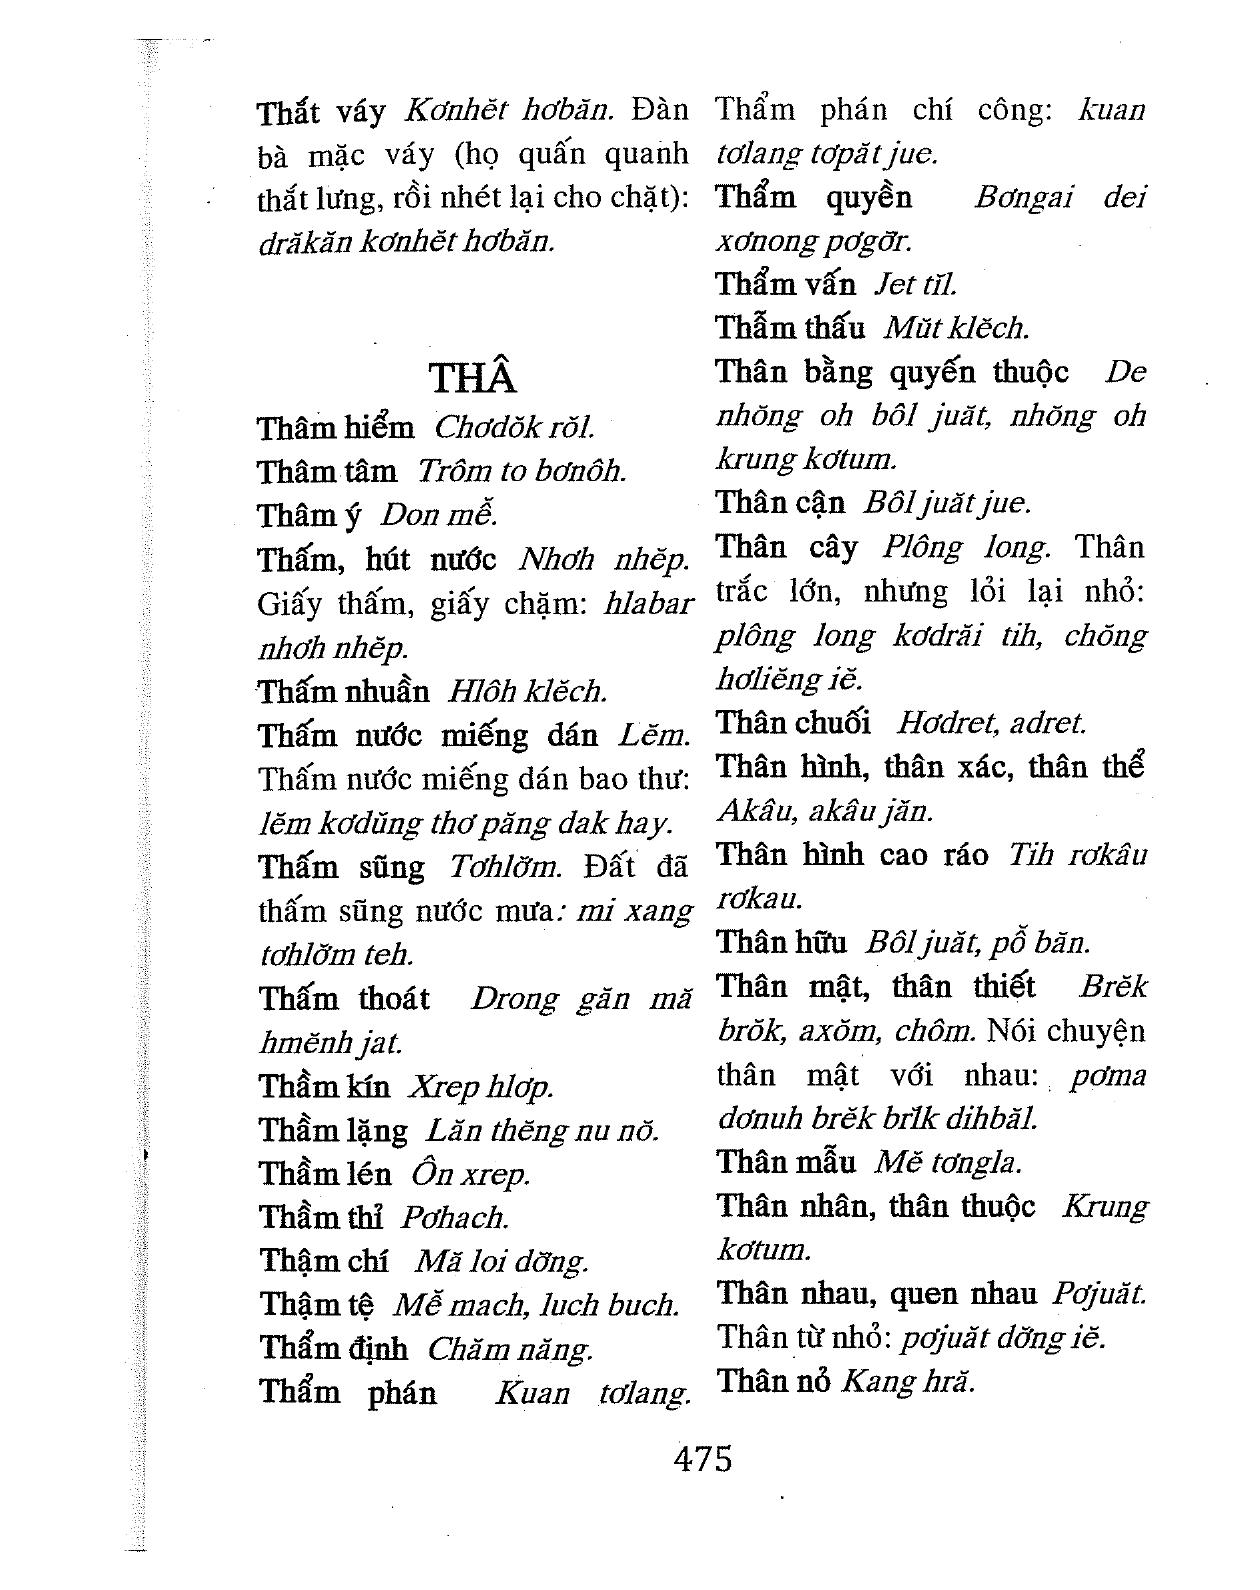 Thắt váy Kơnhĕt hơbăn. Đàn
bà mặc váy (họ quấn quanh
thắt lưng, rồi nhét lại cho chặt):
drăkăn kơnhĕt hơbăn.
THÂ
Thâm hiểm Chơdŏk rŏl.
Thâm tâm Trôm to bơnôh.
Thâm ý Don mê̆.
Thấm, hút nước Nhơh nhĕp.
Giấy thấm, giấy chặm: hlabar
nhơh nhĕp.
Thấm nhuần Hlôh klĕch.
Thấm nước miếng dán Lĕm.
Thấm nước miếng dán bao thư:
lĕm kơdŭng thơ păng dak hay.
Thấm sũng Tơhlơ̆m. Đất đã
thấm sũng nước mưa: mi xang
tơhlơ̆m teh.
Thấm thoát Drong găn mă
hmĕnh jat.
Thầm kín Xrep hlơp.
Thầm lặng Lăn thĕng nu nŏ.
Thầm lén Ôn xrep.
Thầm thỉ Pơhach.
Thậm chí Mă loi dơ̆ng.
Thậm tệ Mê̆ mach, luch buch.
Thẩm định Chăm năng.
Thẩm phán Kuan tơlang.
Thẩm phán chí công: kuan
tơlang tơpăt jue.
Thẩm quyền Bơngai dei
xơnong pơgơ̆r.
Thẩm vấn Jet tĭl.
Thẫm thấu Mŭt klĕch.
Thân bằng quyến thuộc De
nhŏng oh bôl juăt, nhŏng oh
krung kơtum.
Thân cận Bôl juăt jue.
Thân cây Plông long. Thân
trắc lớn, nhưng lỏi lại nhỏ:
plông long kơdrăi tih, chŏng
hơliĕng iĕ.
Thân chuối Hơdret, adret.
Thân hình, thân xác, thân thể
Akâu, akâu jăn.
Thân hình cao ráo Tih rơkâu
rơkau.
Thân hữu Bôl juăt, pô̆ băn.
Thân mật, thân thiết Brĕk
brŏk, axŏm, chôm. Nói chuyện
thân mật với nhau: pơma
dơnuh brĕk brĭk dihbăl.
Thân mẫu Mĕ tơngla.
Thân nhân, thân thuộc Krung
kơtum.
Thân nhau, quen nhau Pơjuăt.
Thân từ nhỏ: pơjuăt dơ̆ng iĕ.
Thân nỏ Kang hră.
475